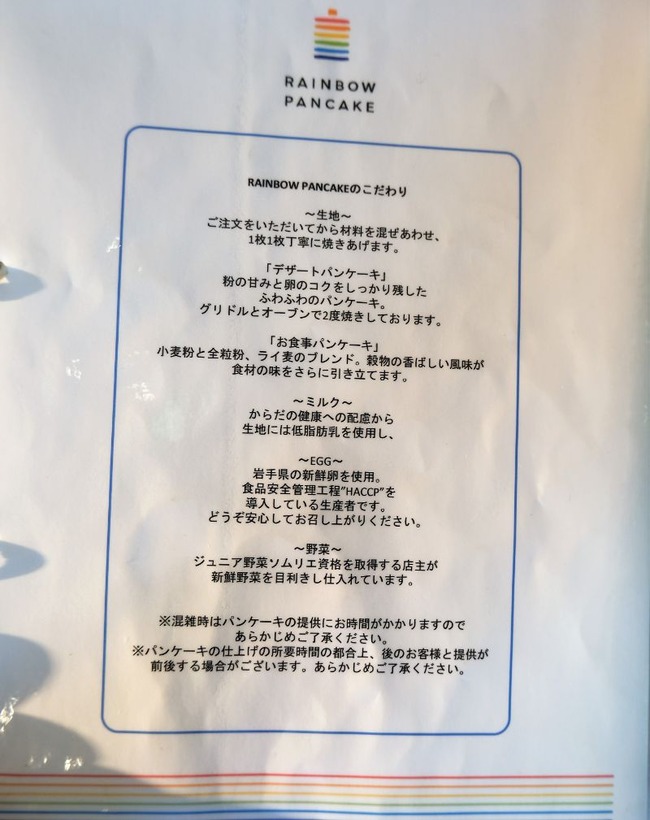 RAINBOW
PANCAKE
RAINBOW PANCAKEのこだわり
～生地～
ご注文をいただいてから材料を混ぜあわせ、
1枚1枚丁寧に焼きあげます。
「デザートパンケーキ」
粉の甘みと卵のコクをしっかり残した
ふわふわのパンケーキ。
グリドルとオーブンで2度焼きしております。
「お食事パンケーキ」
小麦粉と全粒粉、ライ麦のブレンド。穀物の香ばしい風味が
食材の味をさらに引き立てます。
～ミルク～
からだの健康への配慮から
生地には低脂肪乳を使用し、
～EGG～
岩手県の新鮮卵を使用。
食品安全管理工程"HACCP"を
導入している生産者です。
どうぞ安心してお召し上がりください。
～野菜～
ジュニア野菜ソムリエ資格を取得する店主が
新鮮野菜を目利きし仕入れています。
※混雑時はパンケーキの提供にお時間がかかりますので
あらかじめご了承ください。
※パンケーキの仕上げの所要時間の都合上、後のお客様と提供が
前後する場合がございます。あらかじめご了承ください。